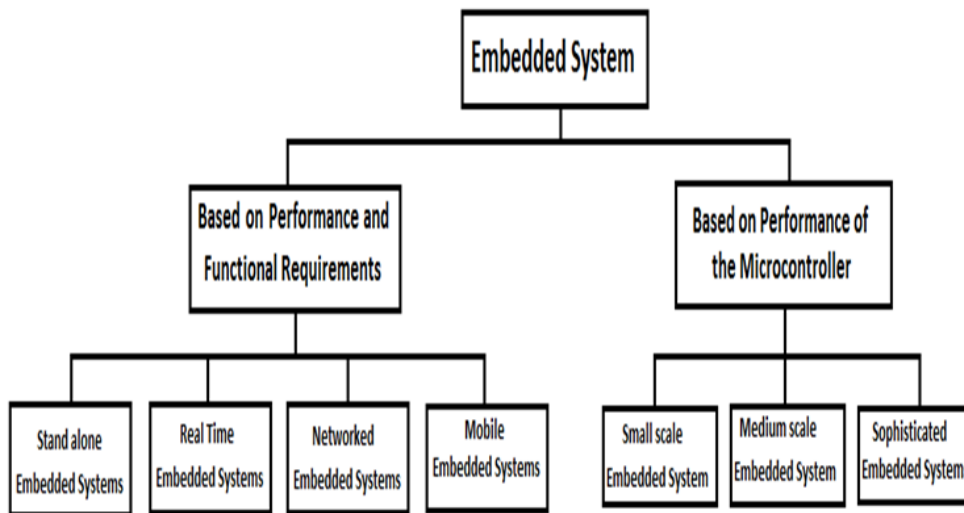 Embedded System
Based on Performance and
Functional Requirements
Based on Performance of
the Microcontroller
Stand alone
Embedded Systems
Real Time
Embedded Systems
Networked
Embedded Systems
Mobile
Embedded Systems
Small scale
Embedded System
Medium scale
Embedded System
Sophisticated
Embedded System